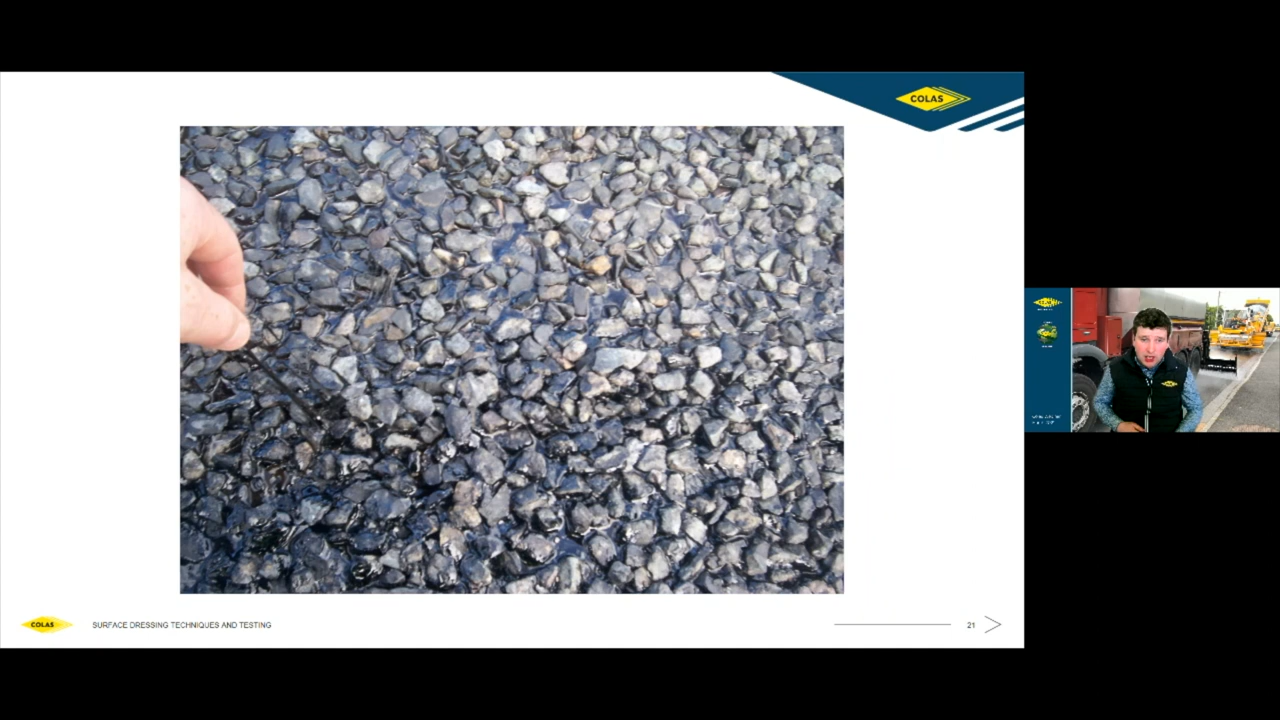 COLAS
COLAS
SURFACE DRESSING TECHNIQUES AND TESTING
21